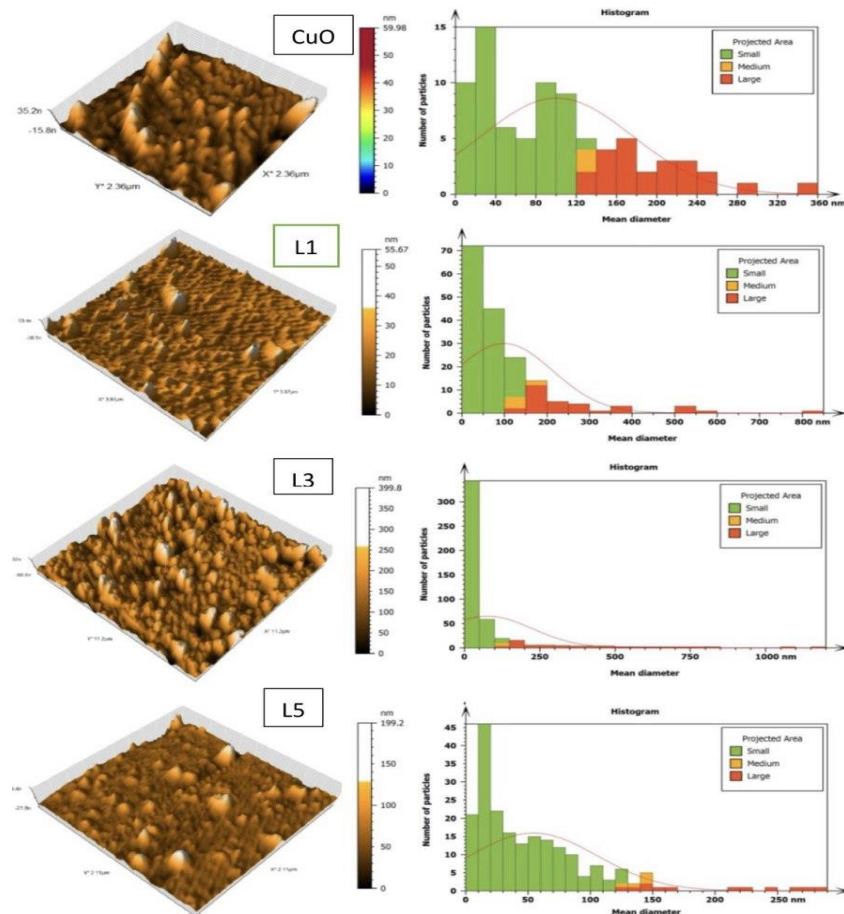 CuO
nm
59.98
50
40
30
20
10
0
35.2n
-15.8n
Y* 2.36µm
X* 2.36µm
Histogram
Number of particles
15
10
5
0
0 40 80 120 160 200 240 280 320 360 nm
Mean diameter
Projected Area
Small
Medium
Large
L1
nm
55.67
50
40
30
20
10
0
Number of particles
70
60
50
40
30
20
10
0
0 100 200 300 400 500 600 700 800 nm
Mean diameter
Projected Area
Small
Medium
Large
L3
nm
399.8
350
300
250
200
150
100
50
0
Y* 11.2µm
X* 11.2µm
Histogram
Number of particles
300
250
200
150
100
50
0
0 250 500 750 1000 nm
Mean diameter
Projected Area
Small
Medium
Large
L5
nm
199.2
150
100
50
0
Histogram
Number of particles
45
40
35
30
25
20
15
10
5
0
0 50 100 150 200 250 nm
Mean diameter
Projected Area
Small
Medium
Large